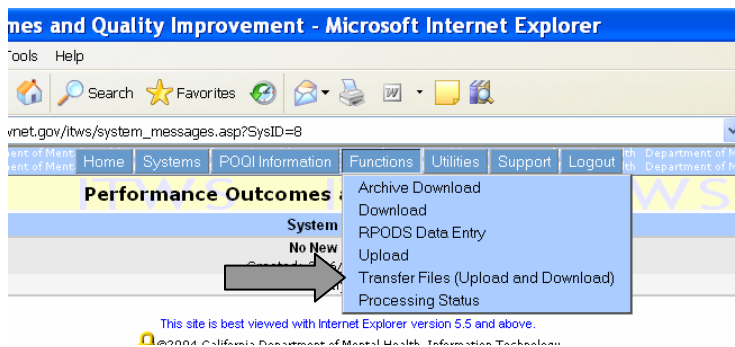 mes and Quality Improvement - Microsoft Internet Explorer
Tools Help
Search Favorites
net.gov/itws/system_messages.asp?SysID=8
Home Systems POQI Information Functions Utilities Support Logout
Performance Outcomes
Archive Download
Download
System
RPODS Data Entry
No New
Upload
Transfer Files (Upload and Download)
Processing Status
This site is best viewed with Internet Explorer version 5.5 and above.
©2004 California Department of Mental Health, Information Technology